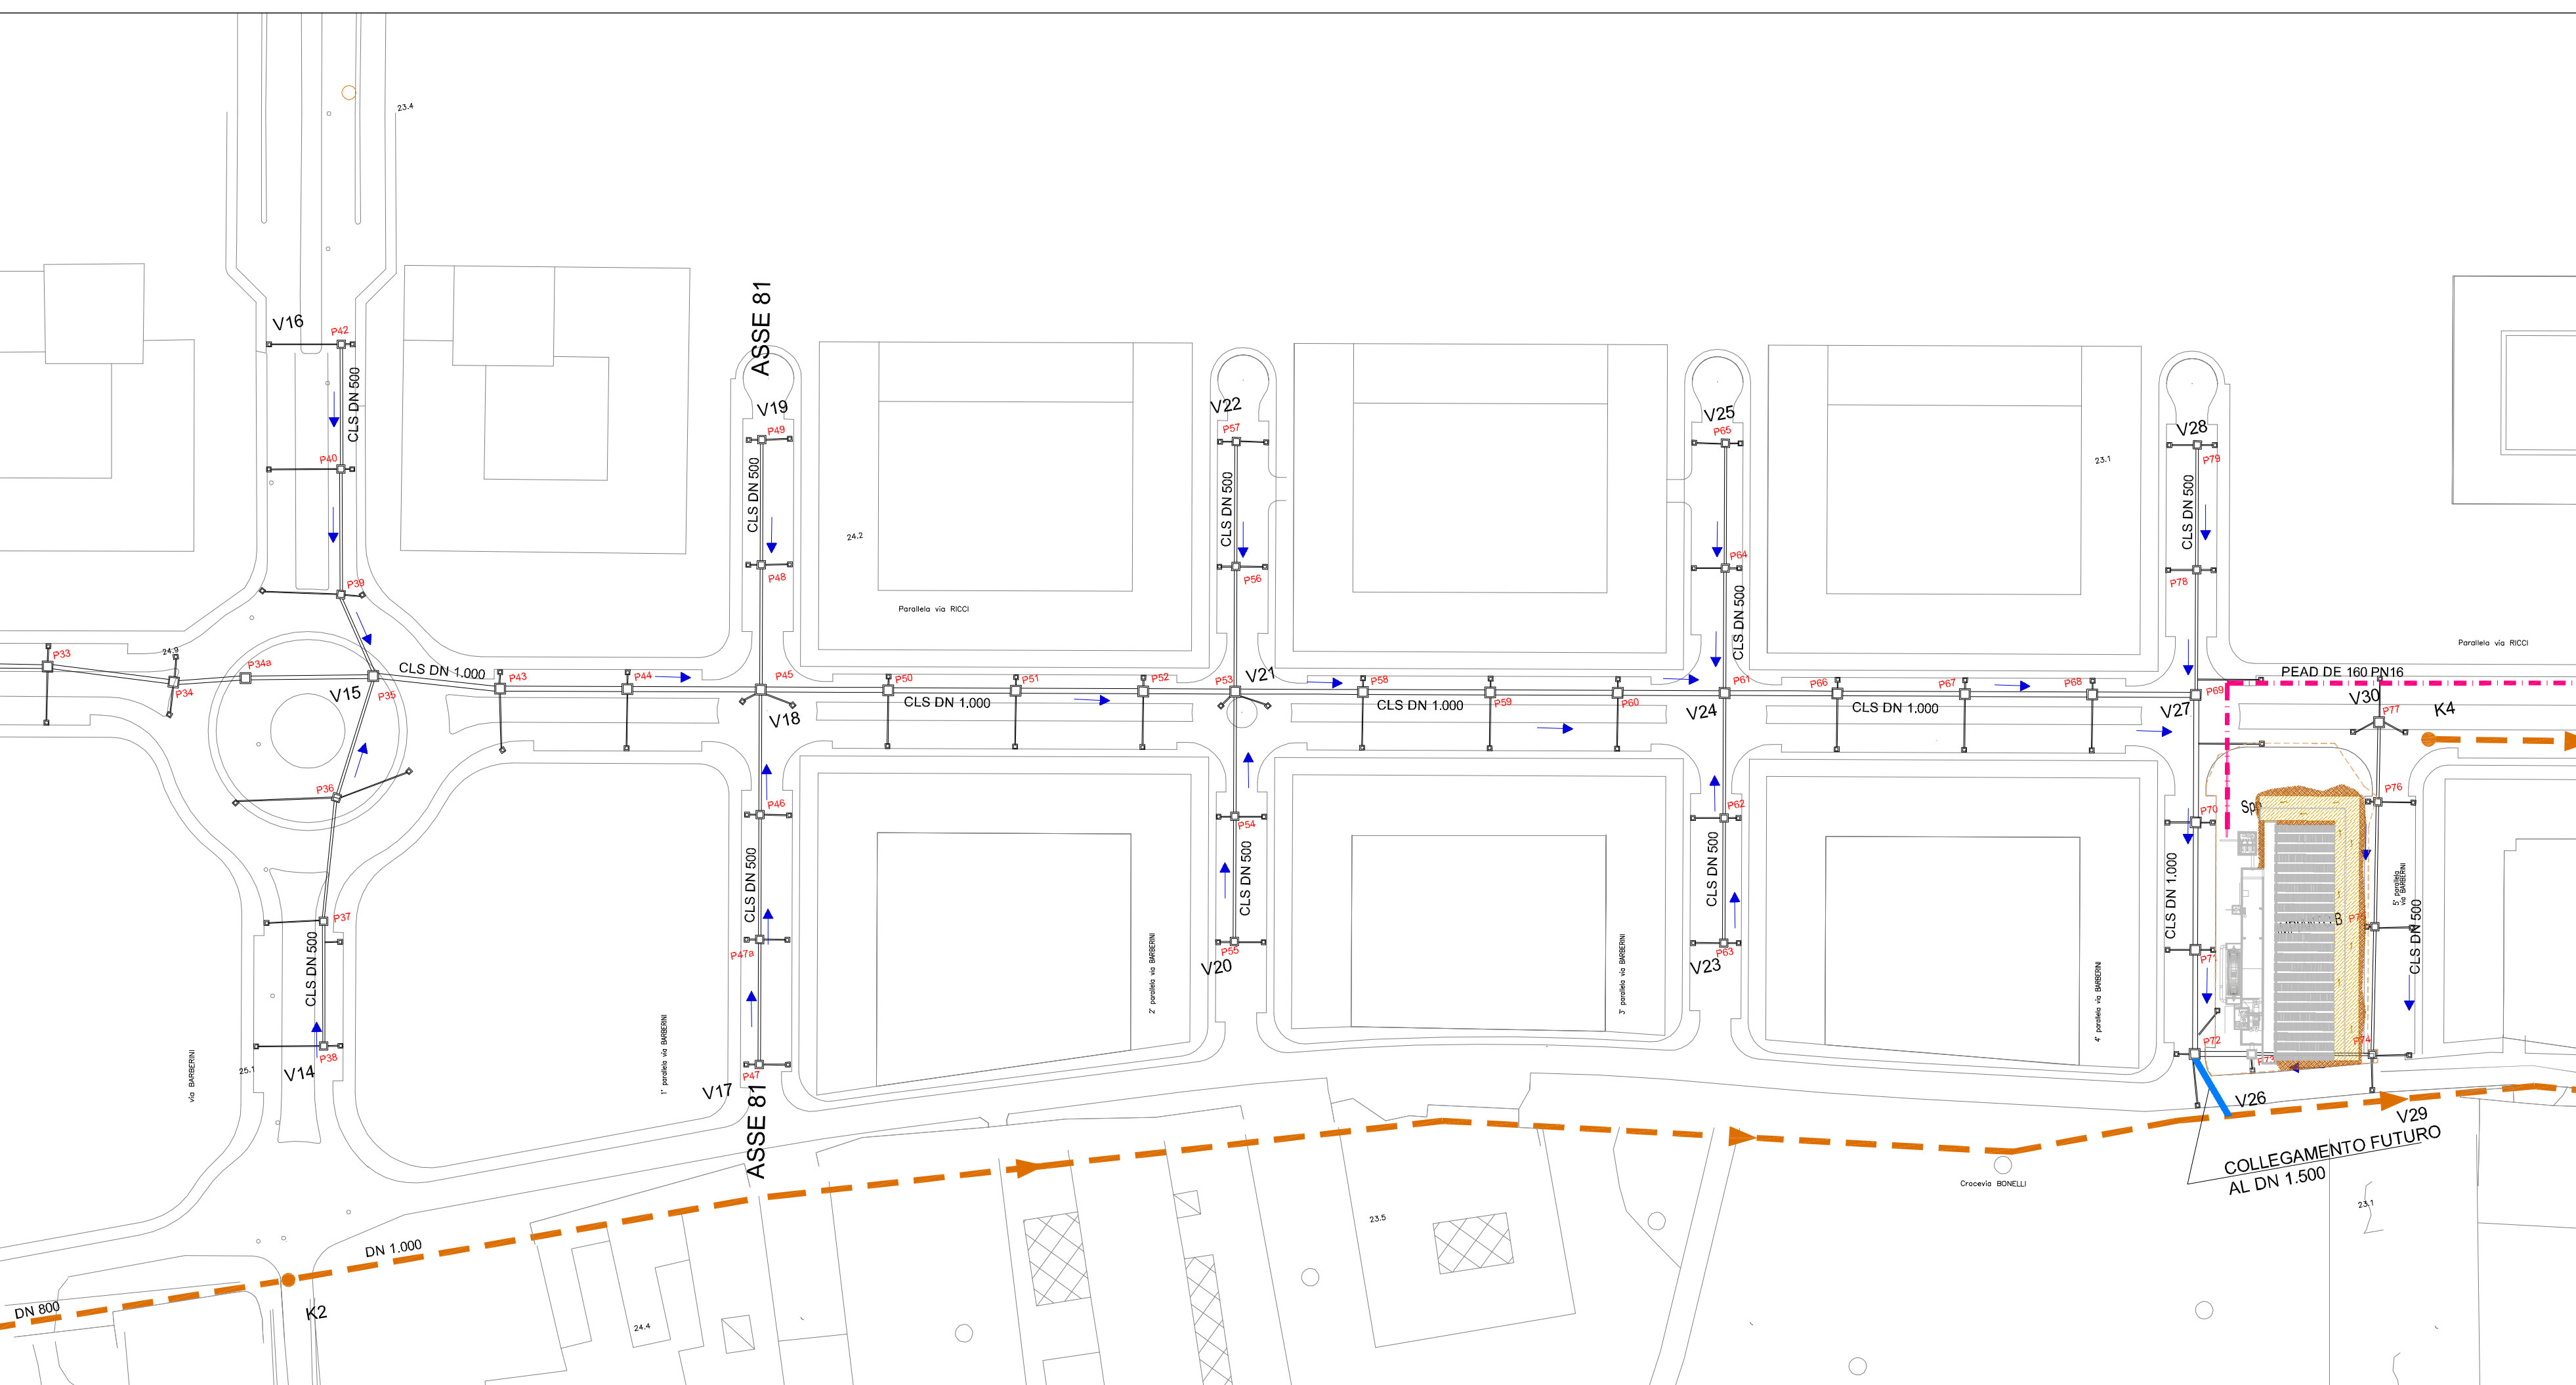 23.4
ASSE 81
V16
P42
CLS DN 500
P40
P39
V19
P49
CLS DN 500
P48
V22
P57
CLS DN 500
P56
V25
P65
P64
CLS DN 500
V28
P79
CLS DN 500
P78
23.1
24.2
Parallela via RICCI
Parallela via RICCI
P33
24.9
P34
P34a
V15
P35
CLS DN 1.000
P43
P44
P45
V18
P50
CLS DN 1.000
P51
P52
P53
V21
P58
CLS DN 1.000
P59
P60
P61
V24
P66
CLS DN 1.000
P67
P68
V27
P69
PEAD DE 160 PN16
V30
P77
K4
P36
P37
CLS DN 500
P38
V14
25.1
via BARBERINI
P46
CLS DN 500
P47a
P47
V17
ASSE 81
1° parallela via BARBERINI
P54
CLS DN 500
P55
V20
2° parallela via BARBERINI
P62
CLS DN 500
P63
V23
3° parallela via BARBERINI
4° parallela via BARBERINI
P70
CLS DN 1.000
P71
P72
P76
5° parallela
via BARBERINI
CLS DN 500
P74
V26
V29
COLLEGAMENTO FUTURO
AL DN 1.500
Crocevia BONELLI
23.5
23.1
DN 1.000
DN 800
K2
24.4